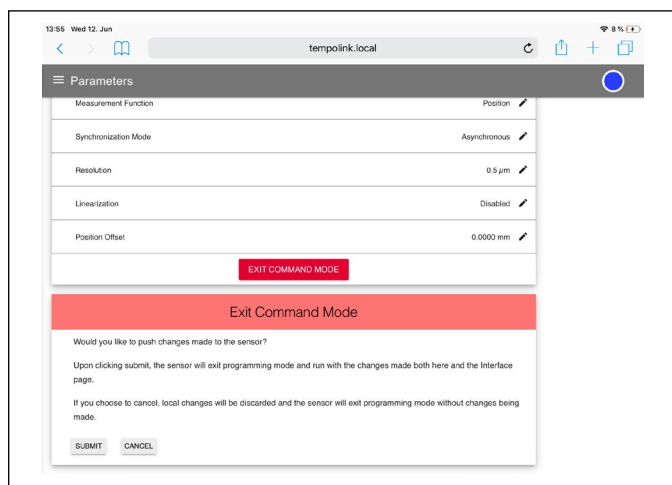 13:55 Wed 12. Jun 8 %
tempolink.local
Parameters
Measurement Function Position
Synchronization Mode Asynchronous
Resolution 0.5 µm
Linearization Disabled
Position Offset 0.0000 mm
EXIT COMMAND MODE
Exit Command Mode
Would you like to push changes made to the sensor?
Upon clicking submit, the sensor will exit programming mode and run with the changes made both here and the Interface
page.
If you choose to cancel, local changes will be discarded and the sensor will exit programming mode without changes being
made.
SUBMIT CANCEL